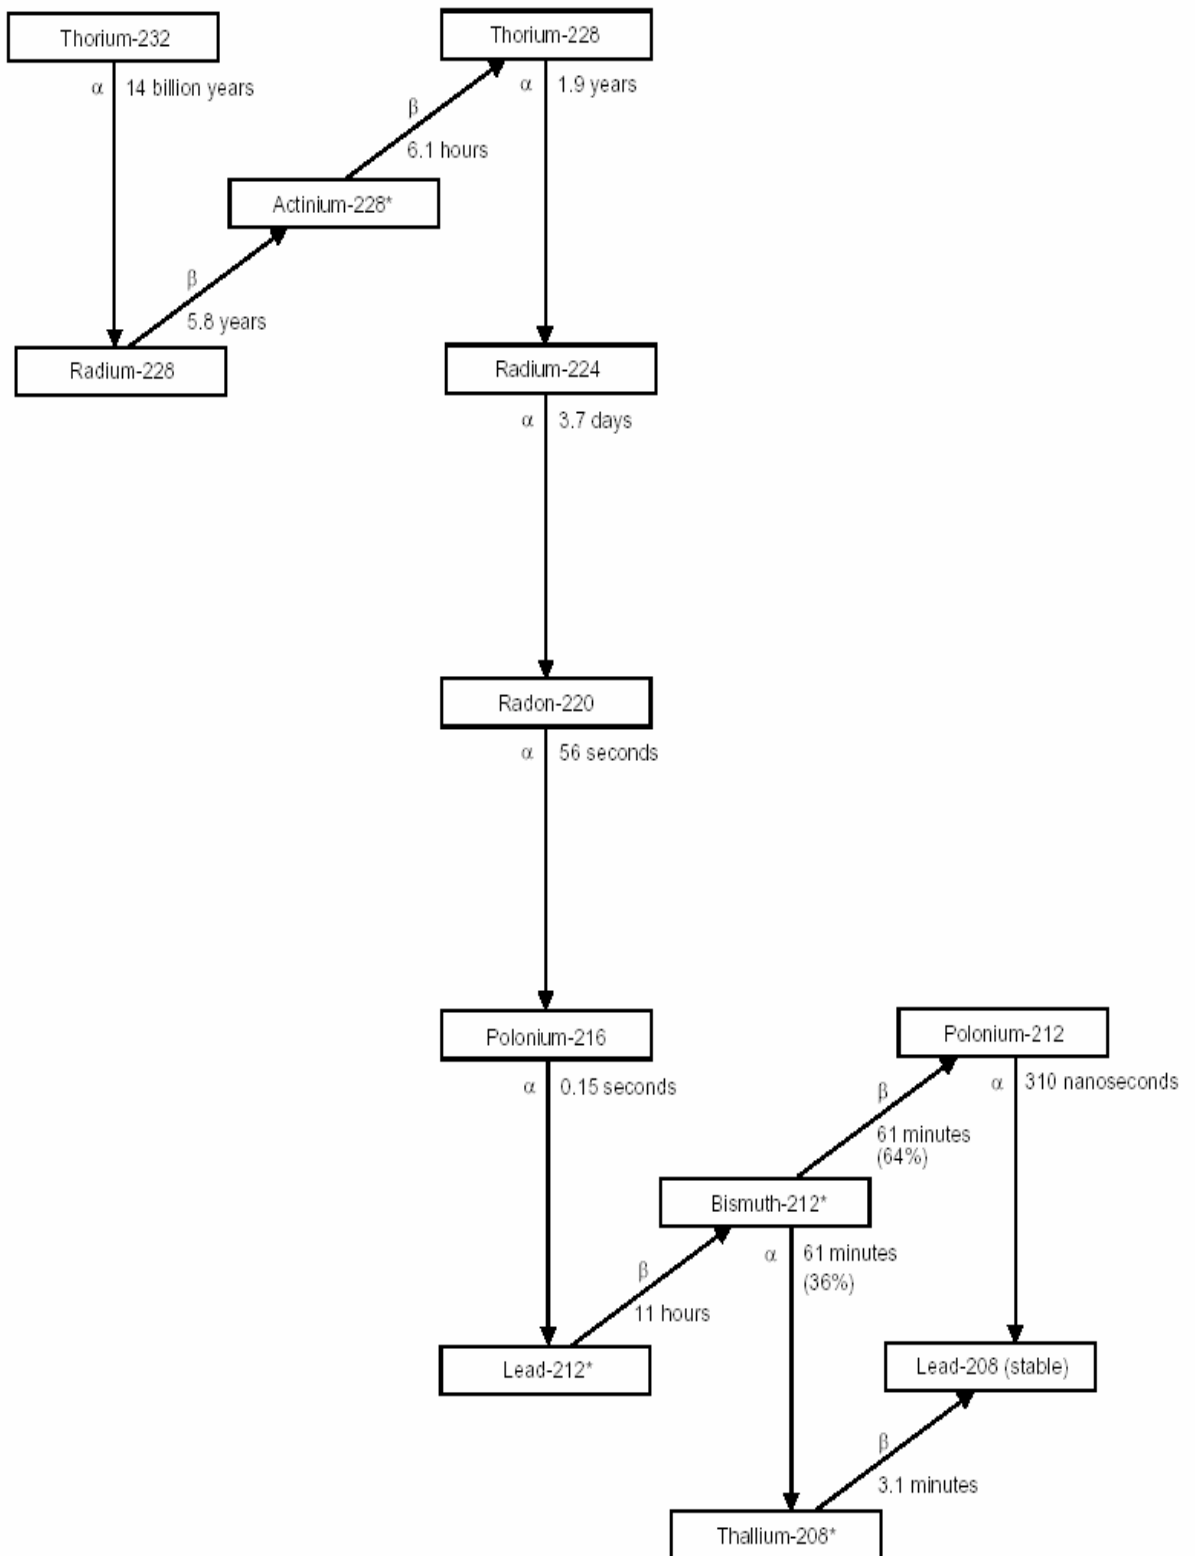 Thorium-232
α 14 billion years
Radium-228
β
5.8 years
Actinium-228*
β
6.1 hours
Thorium-228
α 1.9 years
Radium-224
α 3.7 days
Radon-220
α 56 seconds
Polonium-216
α 0.15 seconds
Lead-212*
β
11 hours
Bismuth-212*
β
61 minutes
(64%)
Polonium-212
α 310 nanoseconds
α 61 minutes
(36%)
Thallium-208*
β
3.1 minutes
Lead-208 (stable)